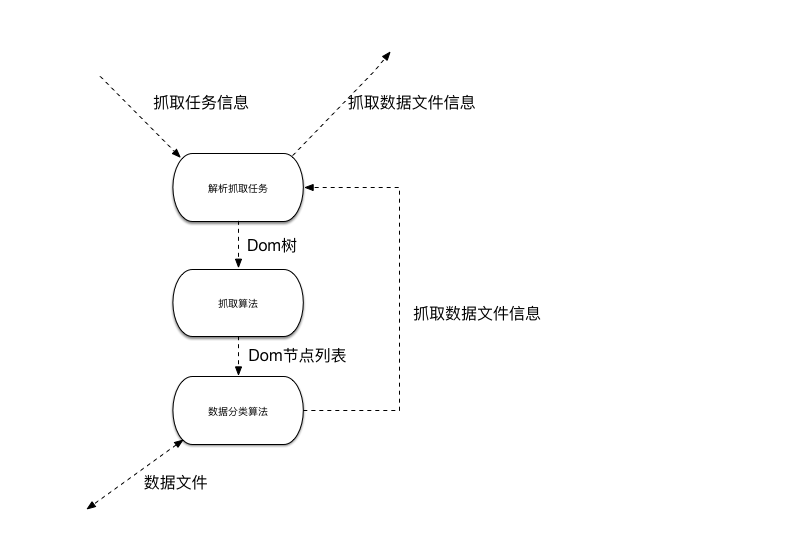 抓取任务信息
抓取数据文件信息
解析抓取任务
Dom树
抓取算法
抓取数据文件信息
Dom节点列表
数据分类算法
数据文件